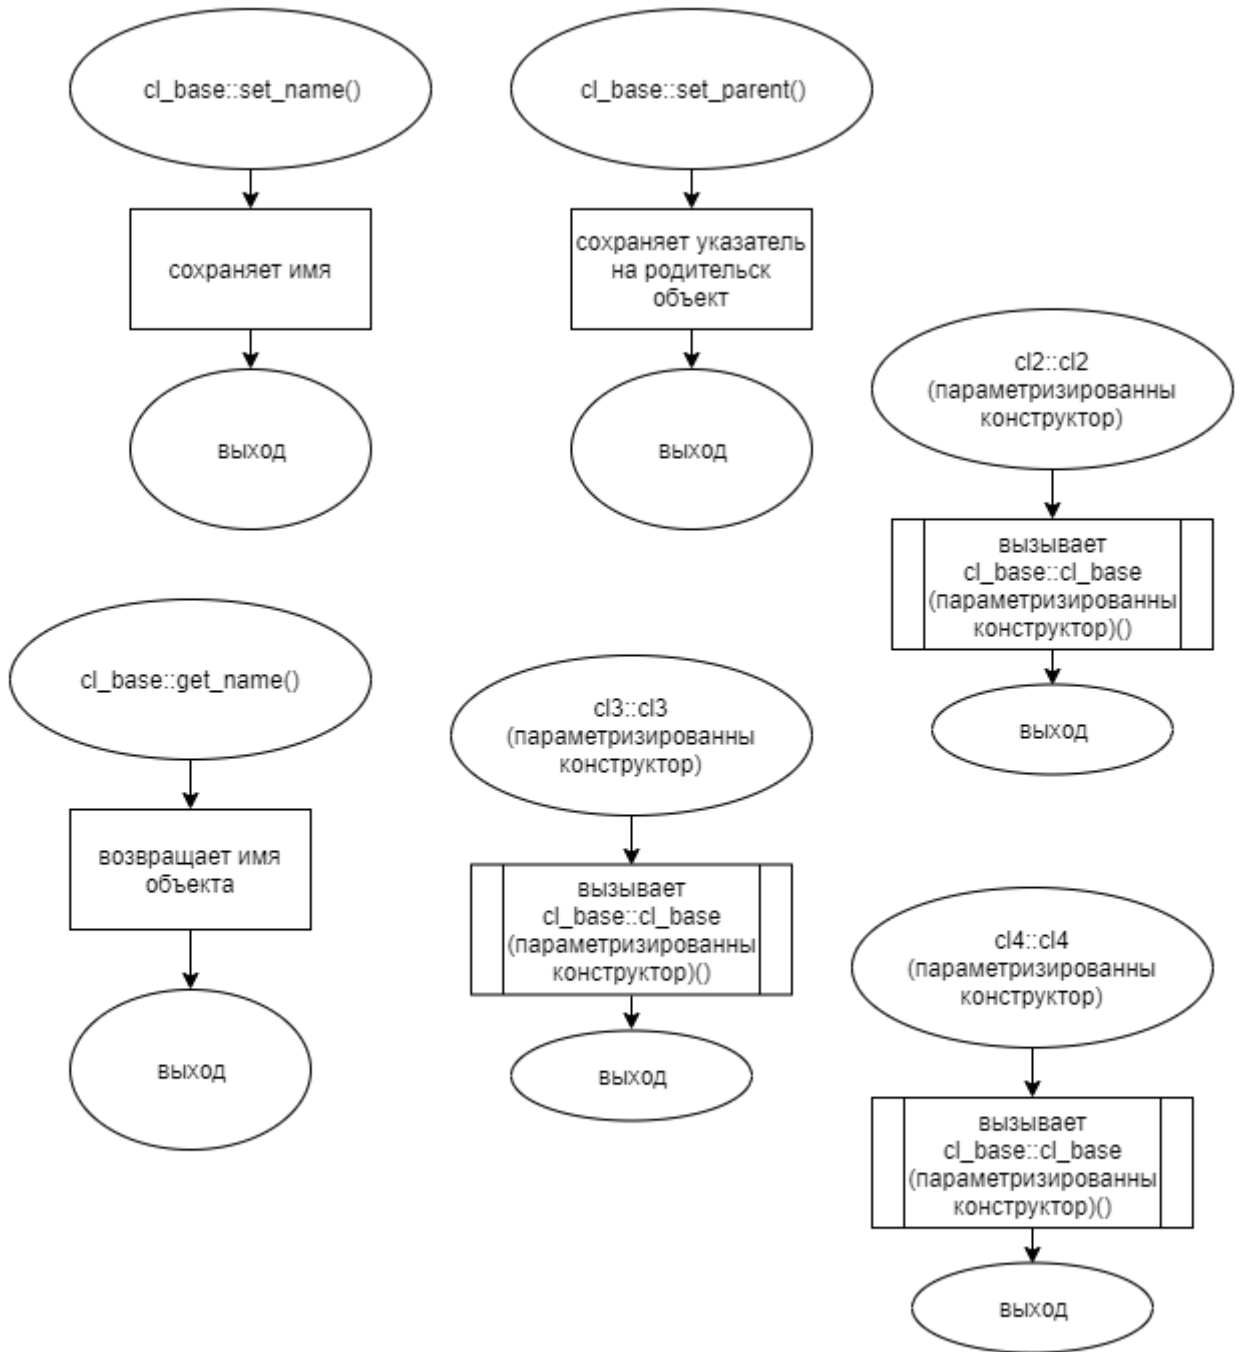 cl_base::set_name()
сохраняет имя
выход
cl_base::set_parent()
сохраняет указатель
на родительск
объект
выход
cl2::cl2
(параметризированны
конструктор)
вызывает
cl_base::cl_base
(параметризированны
конструктор)()
выход
cl_base::get_name()
возвращает имя
объекта
выход
cl3::cl3
(параметризированны
конструктор)
вызывает
cl_base::cl_base
(параметризированны
конструктор)()
выход
cl4::cl4
(параметризированны
конструктор)
вызывает
cl_base::cl_base
(параметризированны
конструктор)()
выход